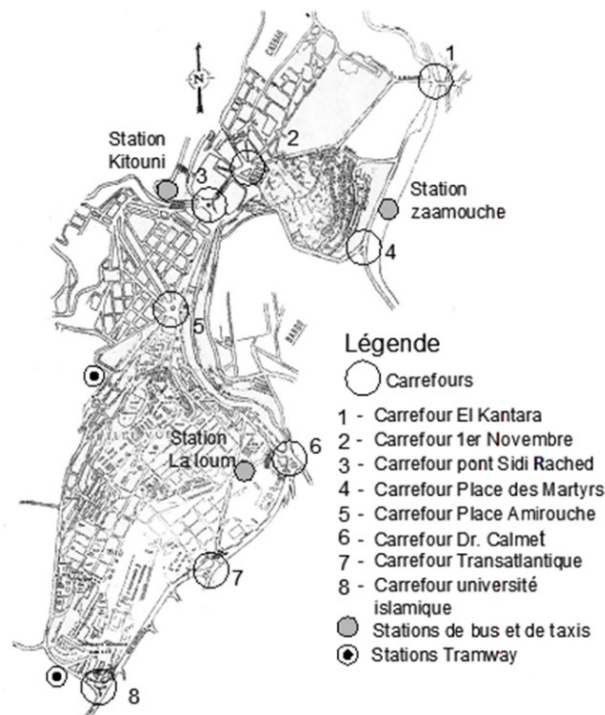 1
N
2
Station
Kitouni
3
Station
zaamouche
4
5
Légende
Carrefours
1 - Carrefour El Kantara
2 - Carrefour 1er Novembre
3 - Carrefour pont Sidi Rached
4 - Carrefour Place des Martyrs
5 - Carrefour Place Amirouche
6 - Carrefour Dr. Calmet
7 - Carrefour Transatlantique
8 - Carrefour université
islamique
Stations de bus et de taxis
Stations Tramway
Station
La loum
6
7
8